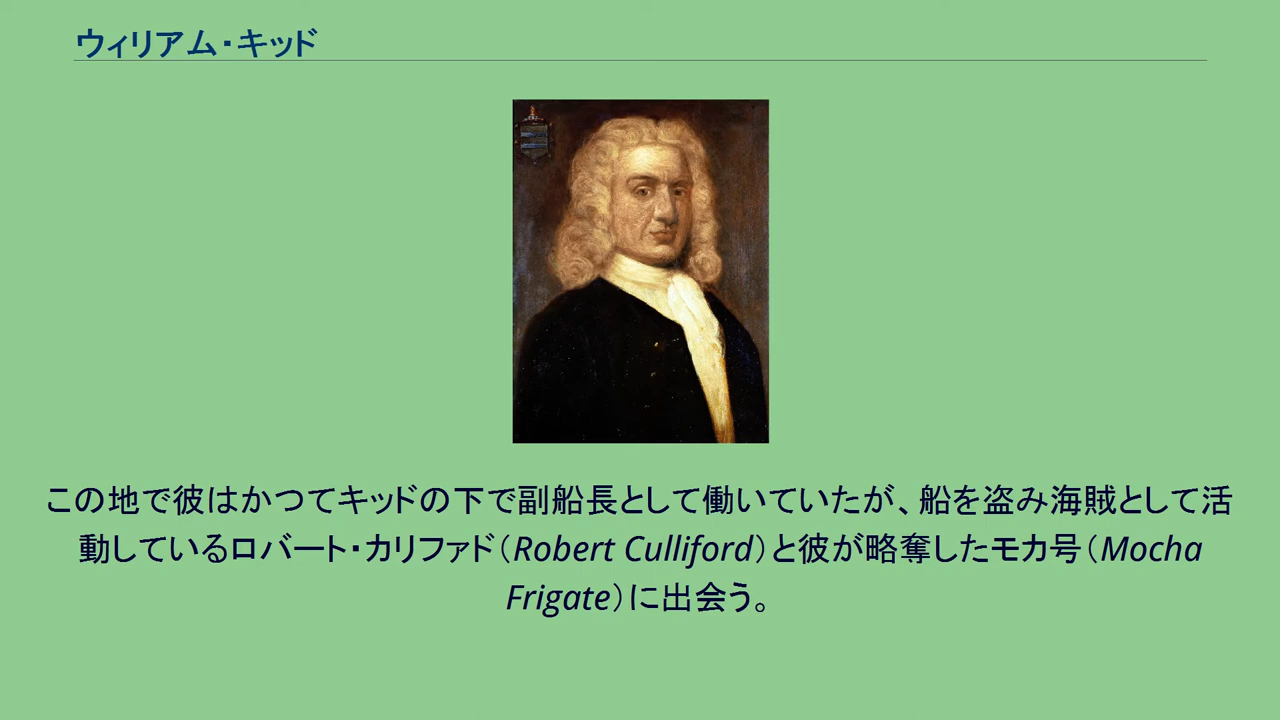 ウィリアム・キッド
この地で彼はかつてキッドの下で副船長として働いていたが、船を盗み海賊として活
動しているロバート・カリファド（Robert Culliford）と彼が略奪したモカ号（Mocha
Frigate）に出会う。